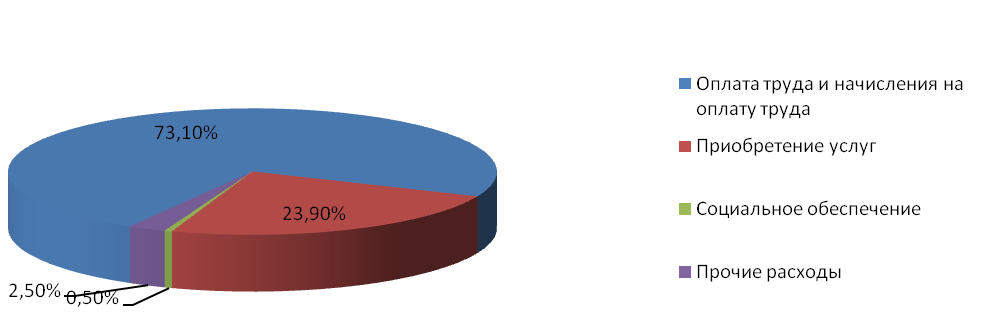 73,10%
23,90%
2,50%
0,50%
Оплата труда и начисления на
оплату труда
Приобретение услуг
Социальное обеспечение
Прочие расходы